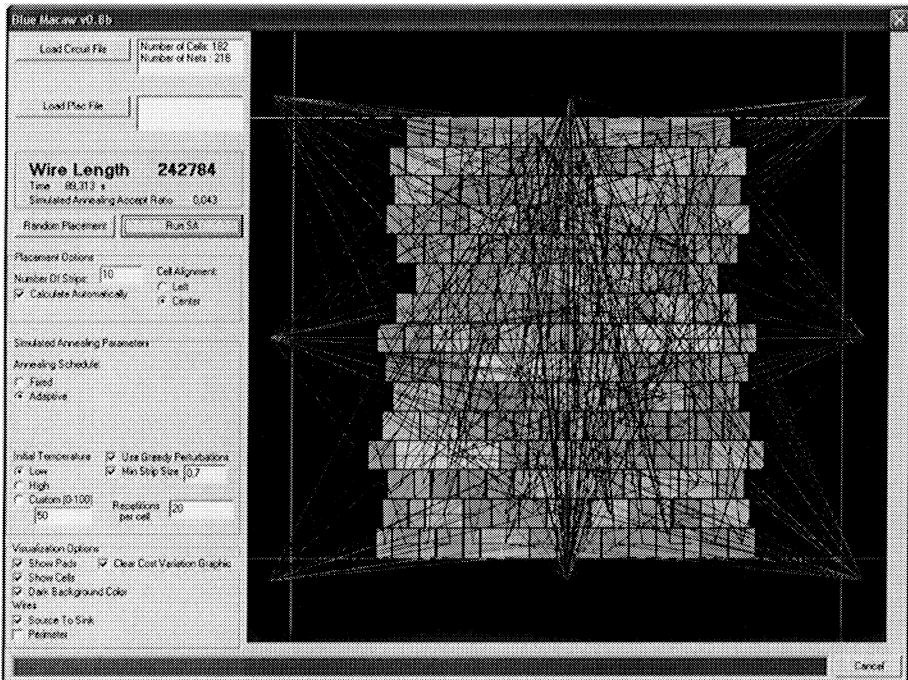 Blue Macaw v0.8b
Load Circuit File
Number of Cells: 182
Number of Nets : 218
Load Plac File
Wire Length 242784
Time 89,313 s
Simulated Annealing Accept Ratio 0,043
Random Placement Run SA
Placement Options
Number Of Strips: 10
Calculate Automatically
Cell Alignment:
Left
Center
Simulated Annealing Parameters
Annealing Schedule:
Fixed
Adaptive
Initial Temperature
Low
High
Custom [0-100]
50
Use Greedy Perturbations
Min Strip Size 0,7
Repetitions
per cell 20
Visualization Options
Show Pads Clear Cost Variation Graphic
Show Cells
Dark Background Color
Wires
Source To Sink
Perimeter
Cancel